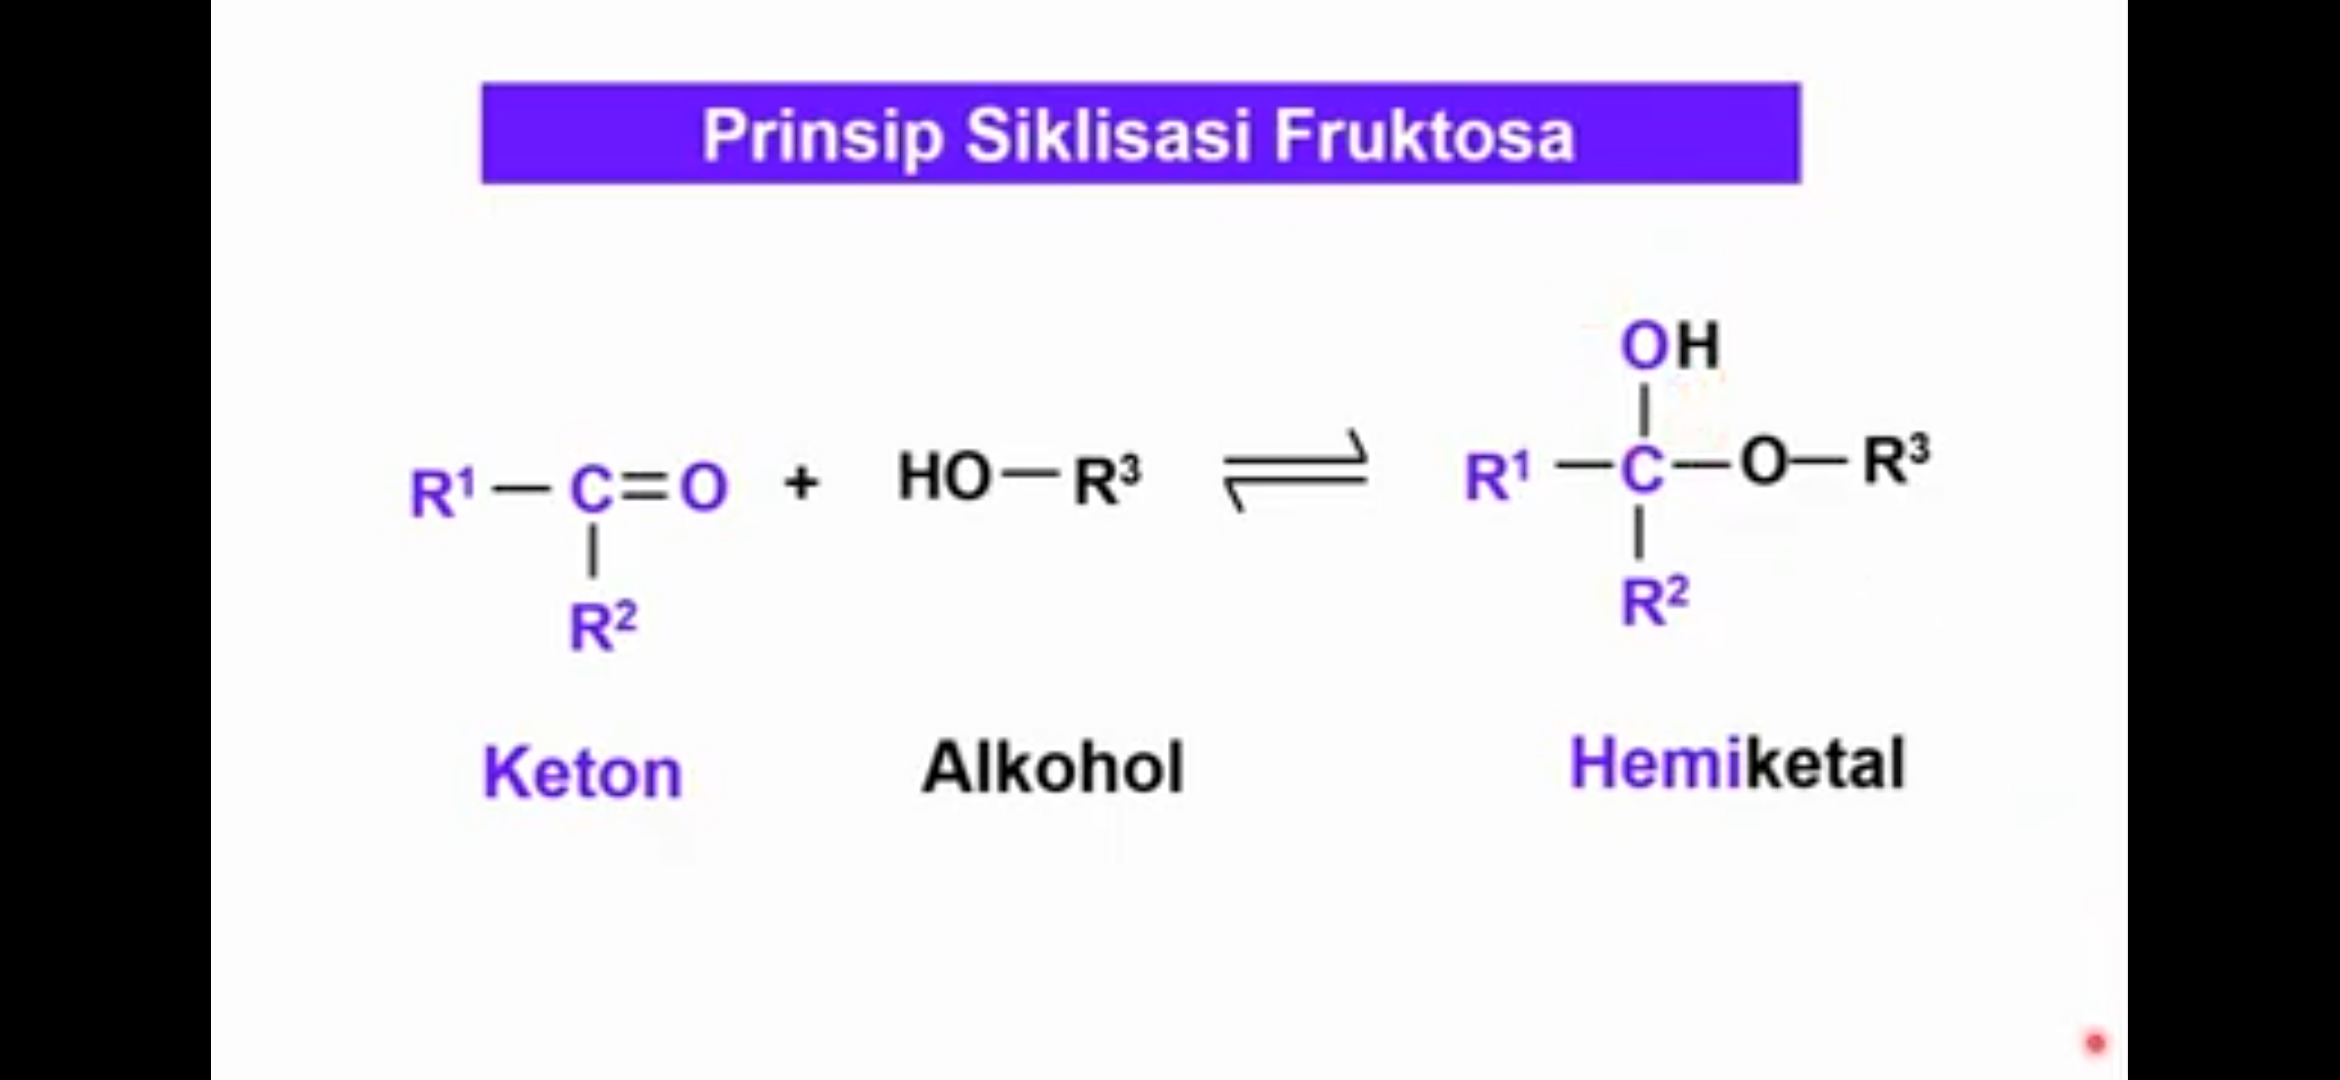 Prinsip Siklisasi Fruktosa
OH
R¹—C=O + HO—R³ ⇌ R¹—C—O—R³
R² R²
Keton Alkohol Hemiketal